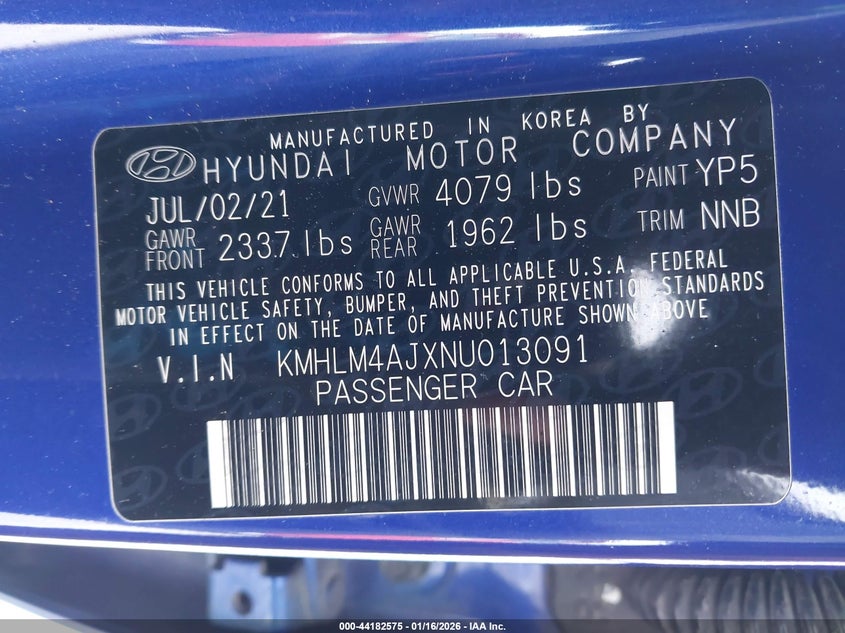 MANUFACTURED IN KOREA BY
HYUNDAI MOTOR COMPANY
JUL/02/21 GVWR 4079 lbs PAINT YP5
GAWR FRONT 2337 lbs GAWR REAR 1962 lbs TRIM NNB
THIS VEHICLE CONFORMS TO ALL APPLICABLE U.S.A. FEDERAL
MOTOR VEHICLE SAFETY, BUMPER, AND THEFT PREVENTION STANDARDS
IN EFFECT ON THE DATE OF MANUFACTURE SHOWN ABOVE
V.I.N KMHLM4AJXNU013091
PASSENGER CAR
000-44182575 - 01/16/2026 - IAA Inc.